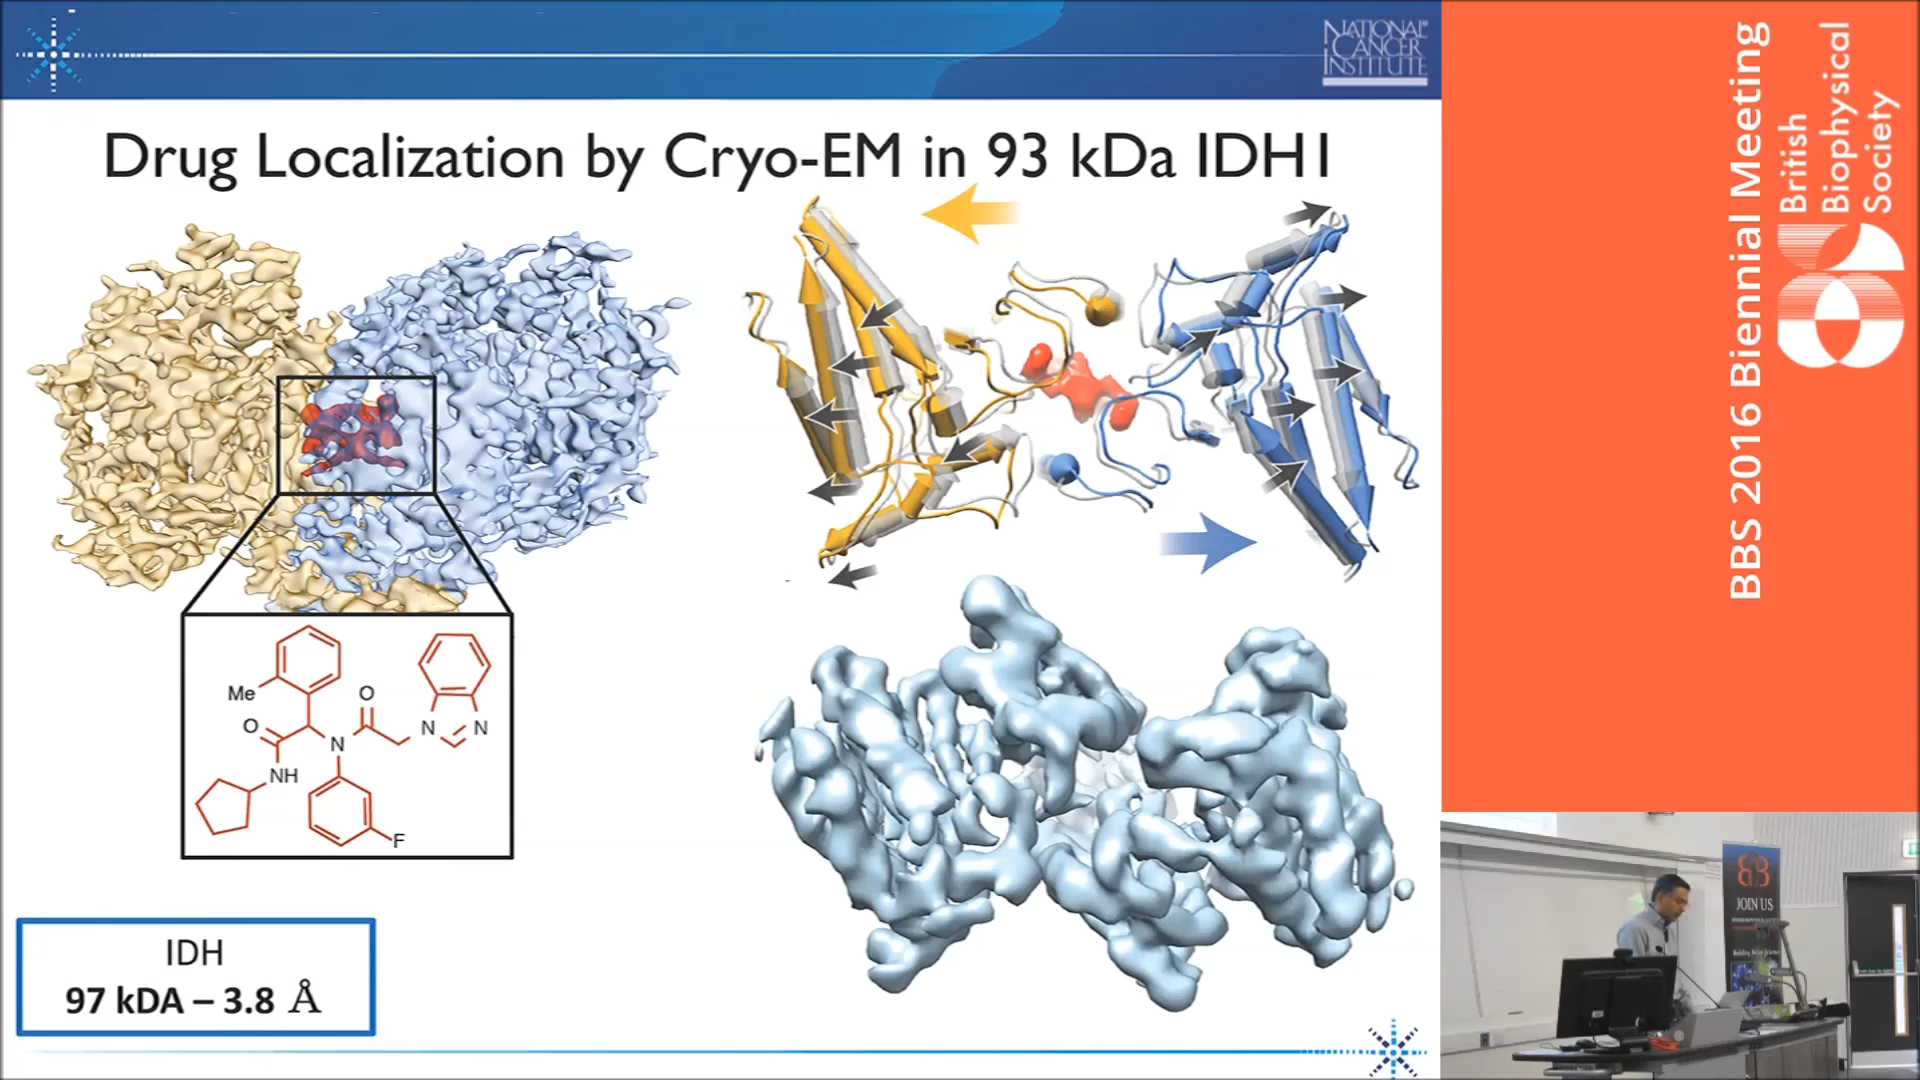 NATIONAL
CANCER
INSTITUTE
Drug Localization by Cryo-EM in 93 kDa IDH1
Me
O
O
N
N
N
NH
F
IDH
97 kDA – 3.8 Å
BBS 2016 Biennial Meeting
British
Biophysical
Society
JOIN US